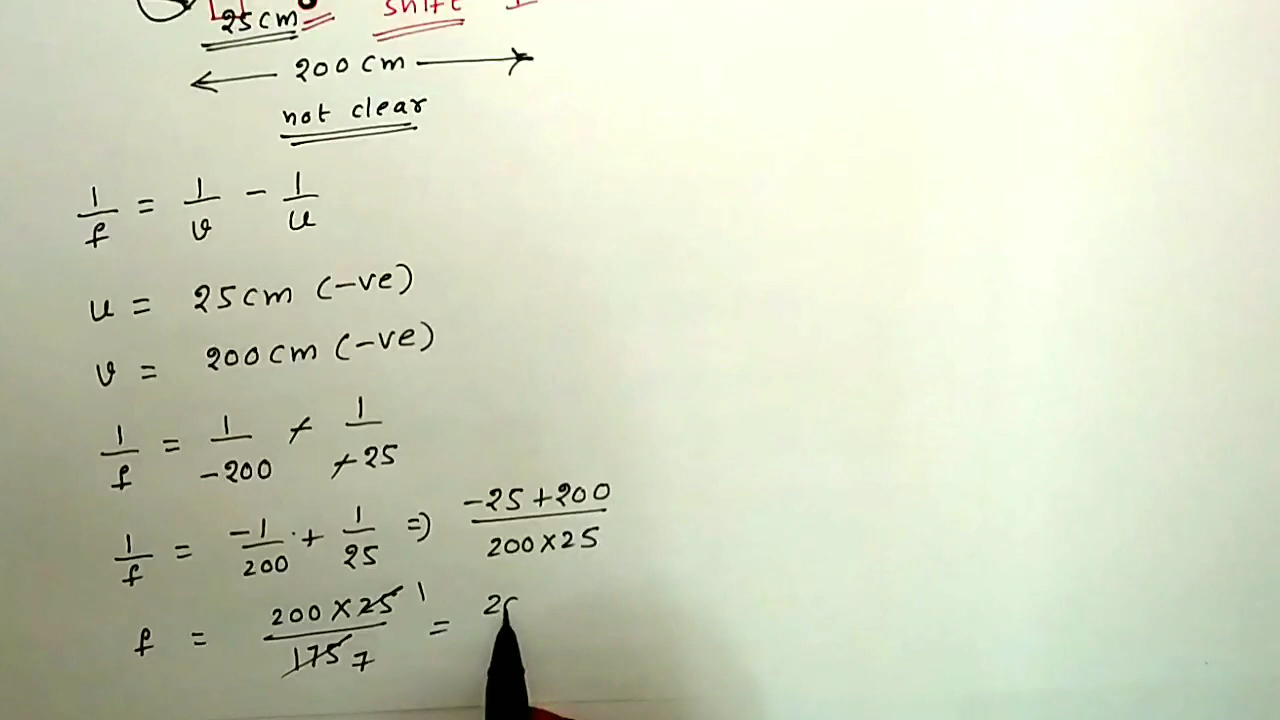 25cm shift I
200 cm
not clear
1/f = 1/v - 1/u
u = 25cm (-ve)
v = 200cm (-ve)
1/f = 1/-200 + 1/+25
1/f = -1/200 + 1/25 => -25+200/200×25
f = 200×25 1/175 7 = 20